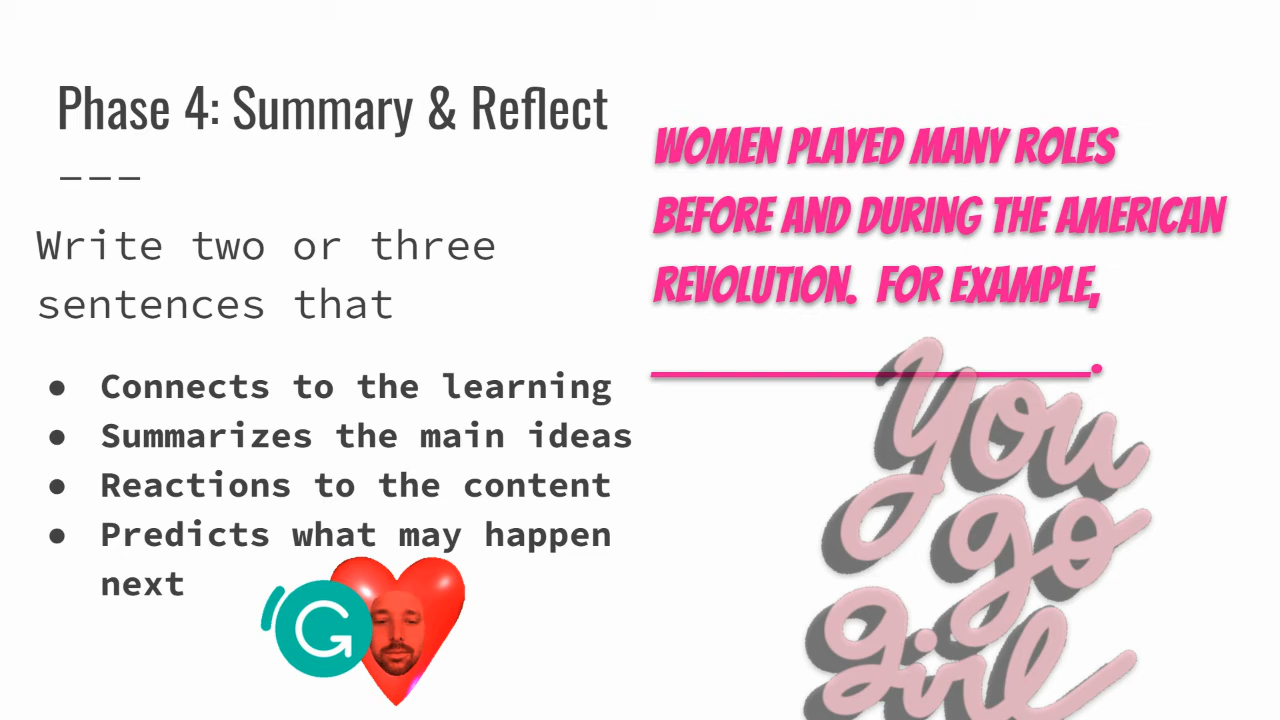 Phase 4: Summary & Reflect
Write two or three
sentences that
● Connects to the learning
● Summarizes the main ideas
● Reactions to the content
● Predicts what may happen
next
WOMEN PLAYED MANY ROLES
BEFORE AND DURING THE AMERICAN
REVOLUTION. FOR EXAMPLE,
____________________.
you
go
girl
G